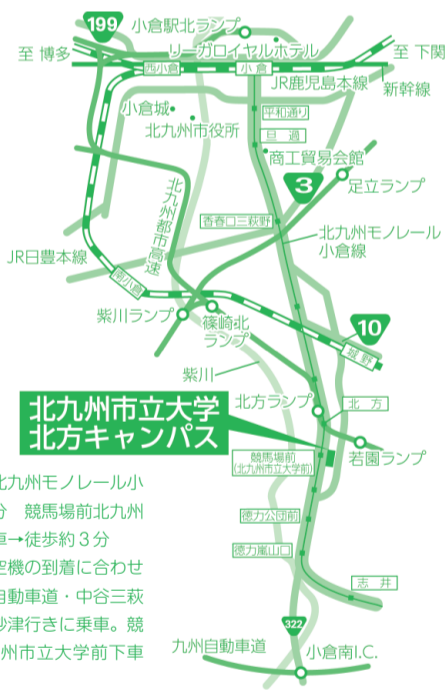 199
小倉駅北ランプ
リーガロイヤルホテル
至 博多
至 下関
西小倉
小倉
JR鹿児島本線
新幹線
小倉城
平和通り
北九州市役所
旦過
商工貿易会館
3
足立ランプ
北九州都市高速
香春口三萩野
北九州モノレール
小倉線
JR日豊本線
南小倉
紫川ランプ
篠崎北
ランプ
10
城野
紫川
北九州市立大学
北方キャンパス
北方ランプ
北方
競馬場前
(北九州市立大学前)
若園ランプ
北九州モノレール小
分 競馬場前北九州
車→徒歩約3分
空機の到着に合わせ
自動車道・中谷三萩
砂津行きに乗車。競
州市立大学前下車
徳力公団前
徳力嵐山口
志井
322
九州自動車道
小倉南I.C.